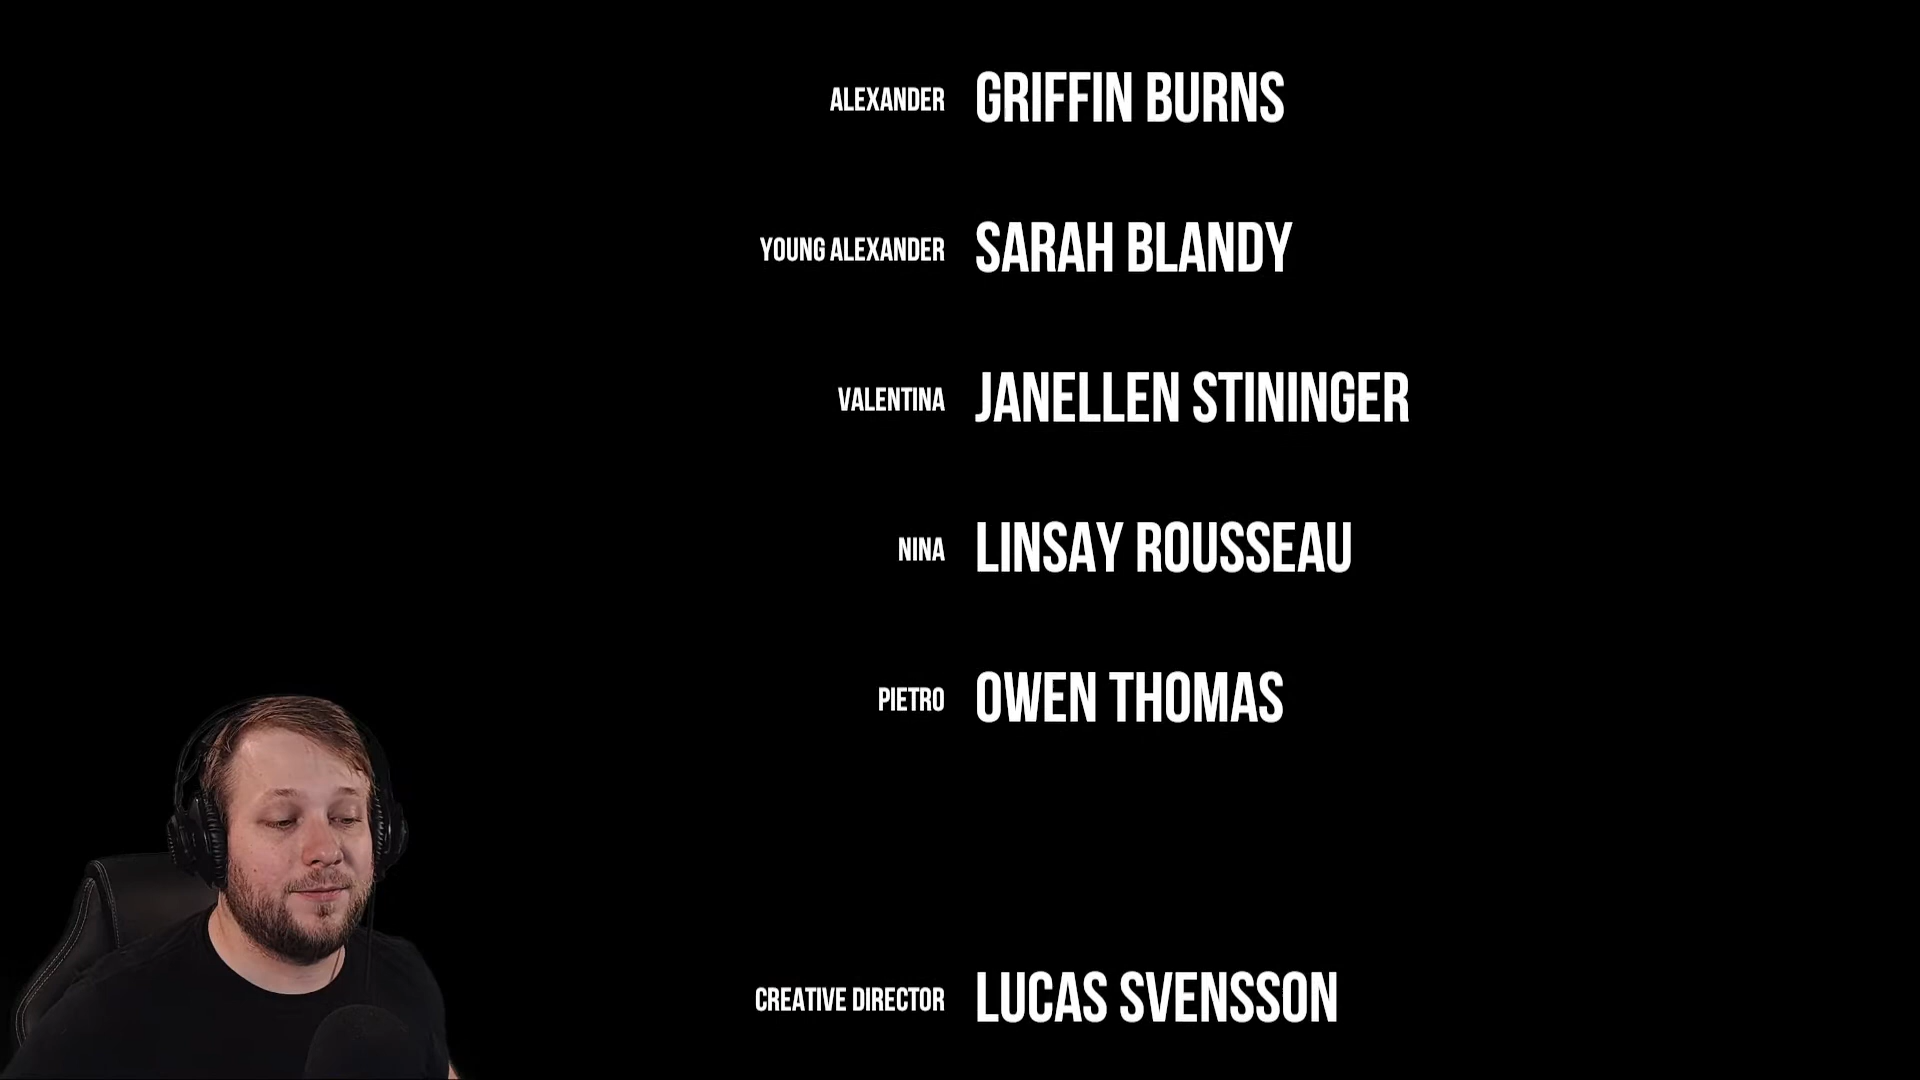 ALEXANDER GRIFFIN BURNS
YOUNG ALEXANDER SARAH BLANDY
VALENTINA JANELLEN STININGER
NINA LINSAY ROUSSEAU
PIETRO OWEN THOMAS
CREATIVE DIRECTOR LUCAS SVENSSON